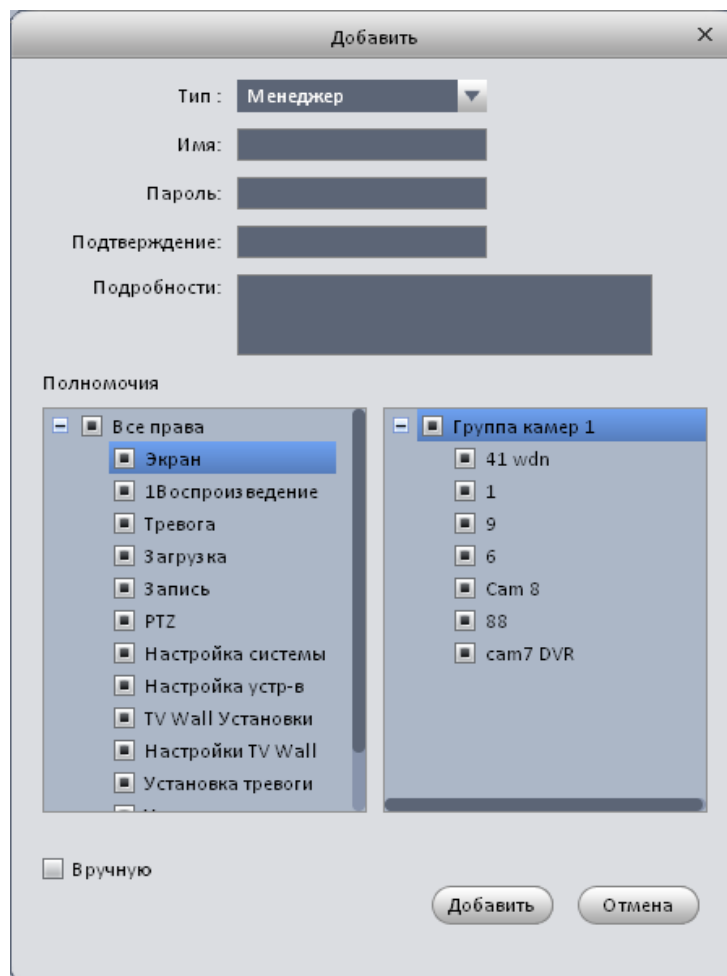 Добавить
Тип : Менеджер
Имя:
Пароль:
Подтверждение:
Подробности:
Полномочия
Все права
Экран
1Воспроизведение
Тревога
Загрузка
Запись
PTZ
Настройка системы
Настройка устр-в
TV Wall Установки
Настройки TV Wall
Установка тревоги
Группа камер 1
41 wdn
1
9
6
Cam 8
88
cam7 DVR
Вручную
Добавить
Отмена